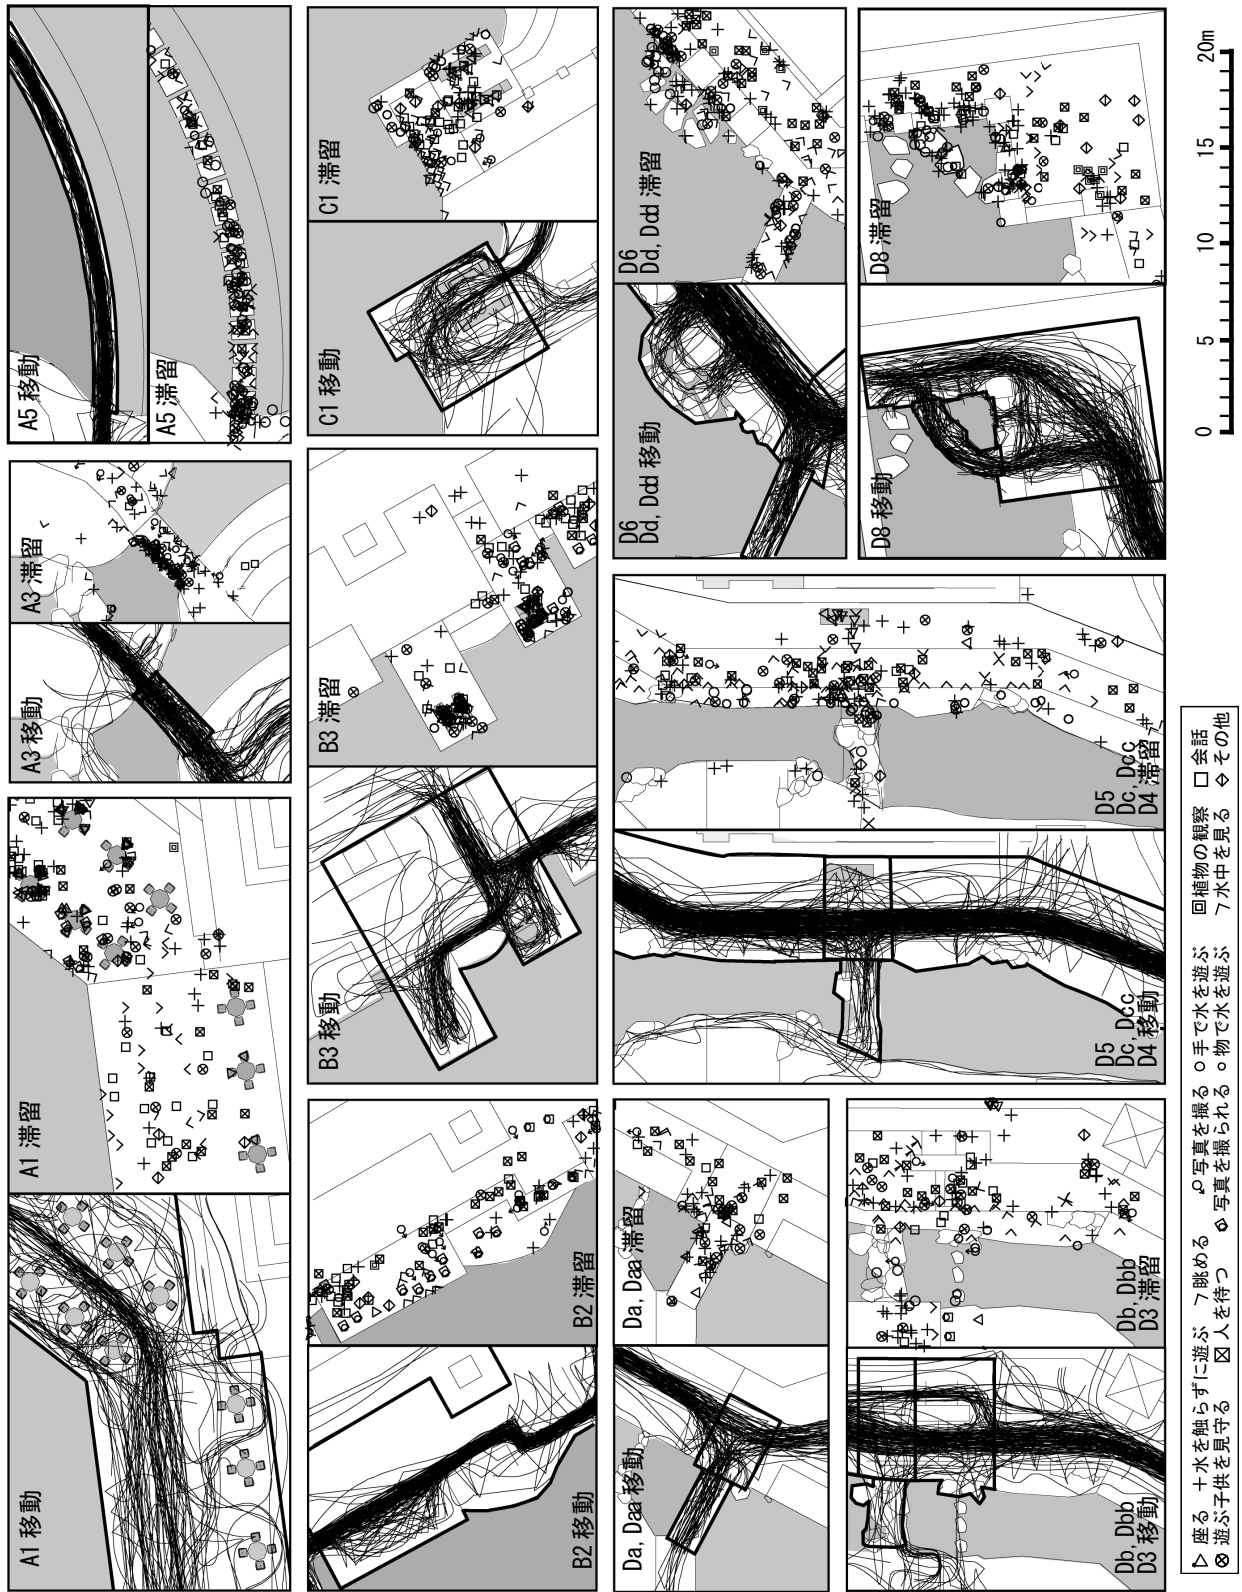 A1 移動
A1 滞留
A3 移動
A3 滞留
A5 移動
A5 滞留
B2 移動
B2 滞留
B3 移動
B3 滞留
C1 移動
C1 滞留
Da, Daa 移動
Da, Daa 滞留
D5
Dc, Dcc
D4 移動
D5
Dc, Dcc
D4 滞留
D6
Dd, Ddd 移動
D6
Dd, Ddd 滞留
Db, Dbb
D3 移動
Db, Dbb
D3 滞留
D8 移動
D8 滞留
座る 水を触らずに遊ぶ 眺める 写真を撮る 手で水を遊ぶ 植物の観察 会話
遊ぶ子供を見守る 人を待つ 写真を撮られる 物で水を遊ぶ 水中を見る その他
0 5 10 15 20m